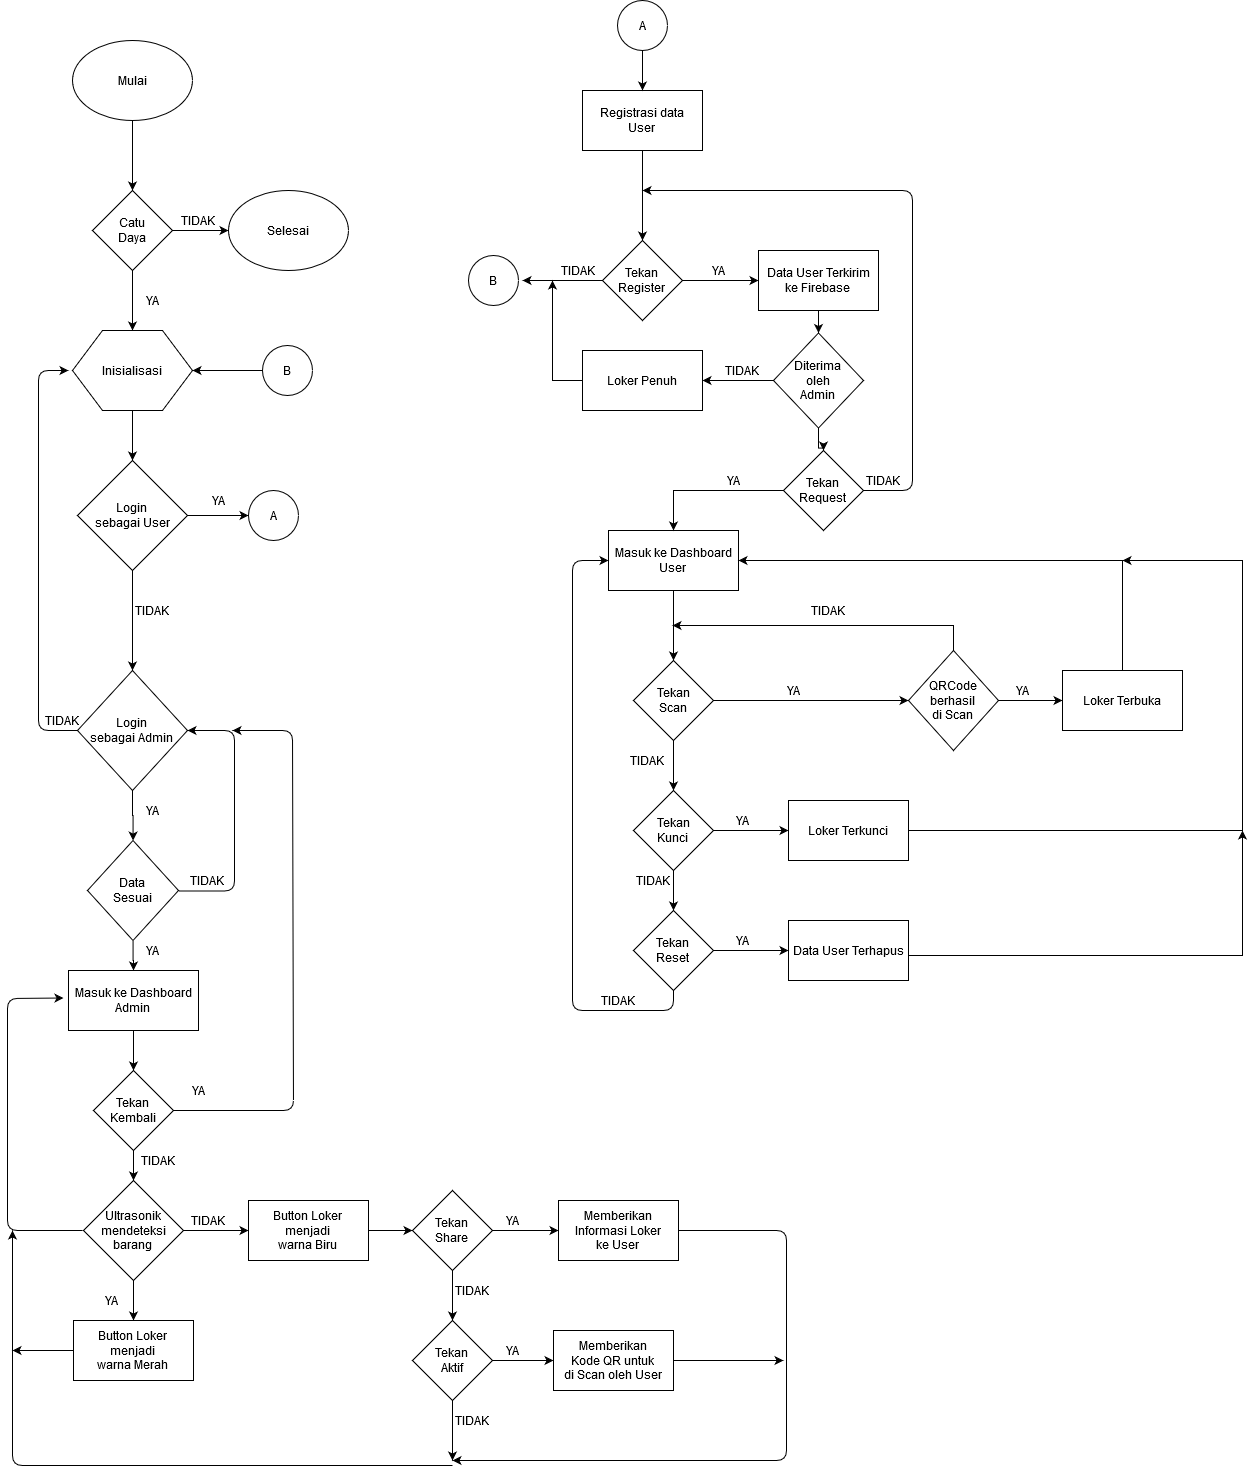 Mulai
Catu
Daya
TIDAK
Selesai
YA
Inisialisasi
B
Login
sebagai User
YA
A
TIDAK
Login
sebagai Admin
TIDAK
YA
Data
Sesuai
TIDAK
YA
Masuk ke Dashboard
Admin
Tekan
Kembali
YA
TIDAK
Ultrasonik
mendeteksi
barang
TIDAK
Button Loker
menjadi
warna Biru
YA
Button Loker
menjadi
warna Merah
Tekan
Share
YA
Memberikan
Informasi Loker
ke User
TIDAK
Tekan
Aktif
YA
Memberikan
Kode QR untuk
di Scan oleh User
TIDAK
A
Registrasi data
User
Tekan
Register
TIDAK
B
YA
Data User Terkirim
ke Firebase
Diterima
oleh
Admin
TIDAK
Loker Penuh
Tekan
Request
TIDAK
YA
Masuk ke Dashboard
User
TIDAK
Tekan
Scan
YA
QRCode
berhasil
di Scan
YA
Loker Terbuka
TIDAK
Tekan
Kunci
YA
Loker Terkunci
TIDAK
Tekan
Reset
YA
Data User Terhapus
TIDAK